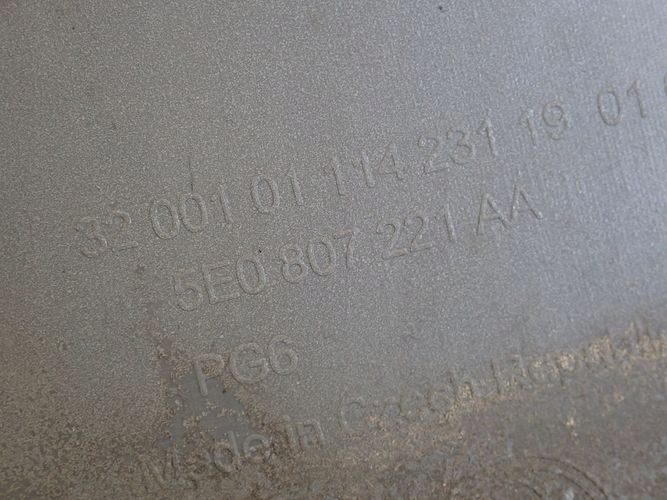 32 001 01 114 231 19 01
5E0 807 221 AA
PG6
Made in Czech Republic